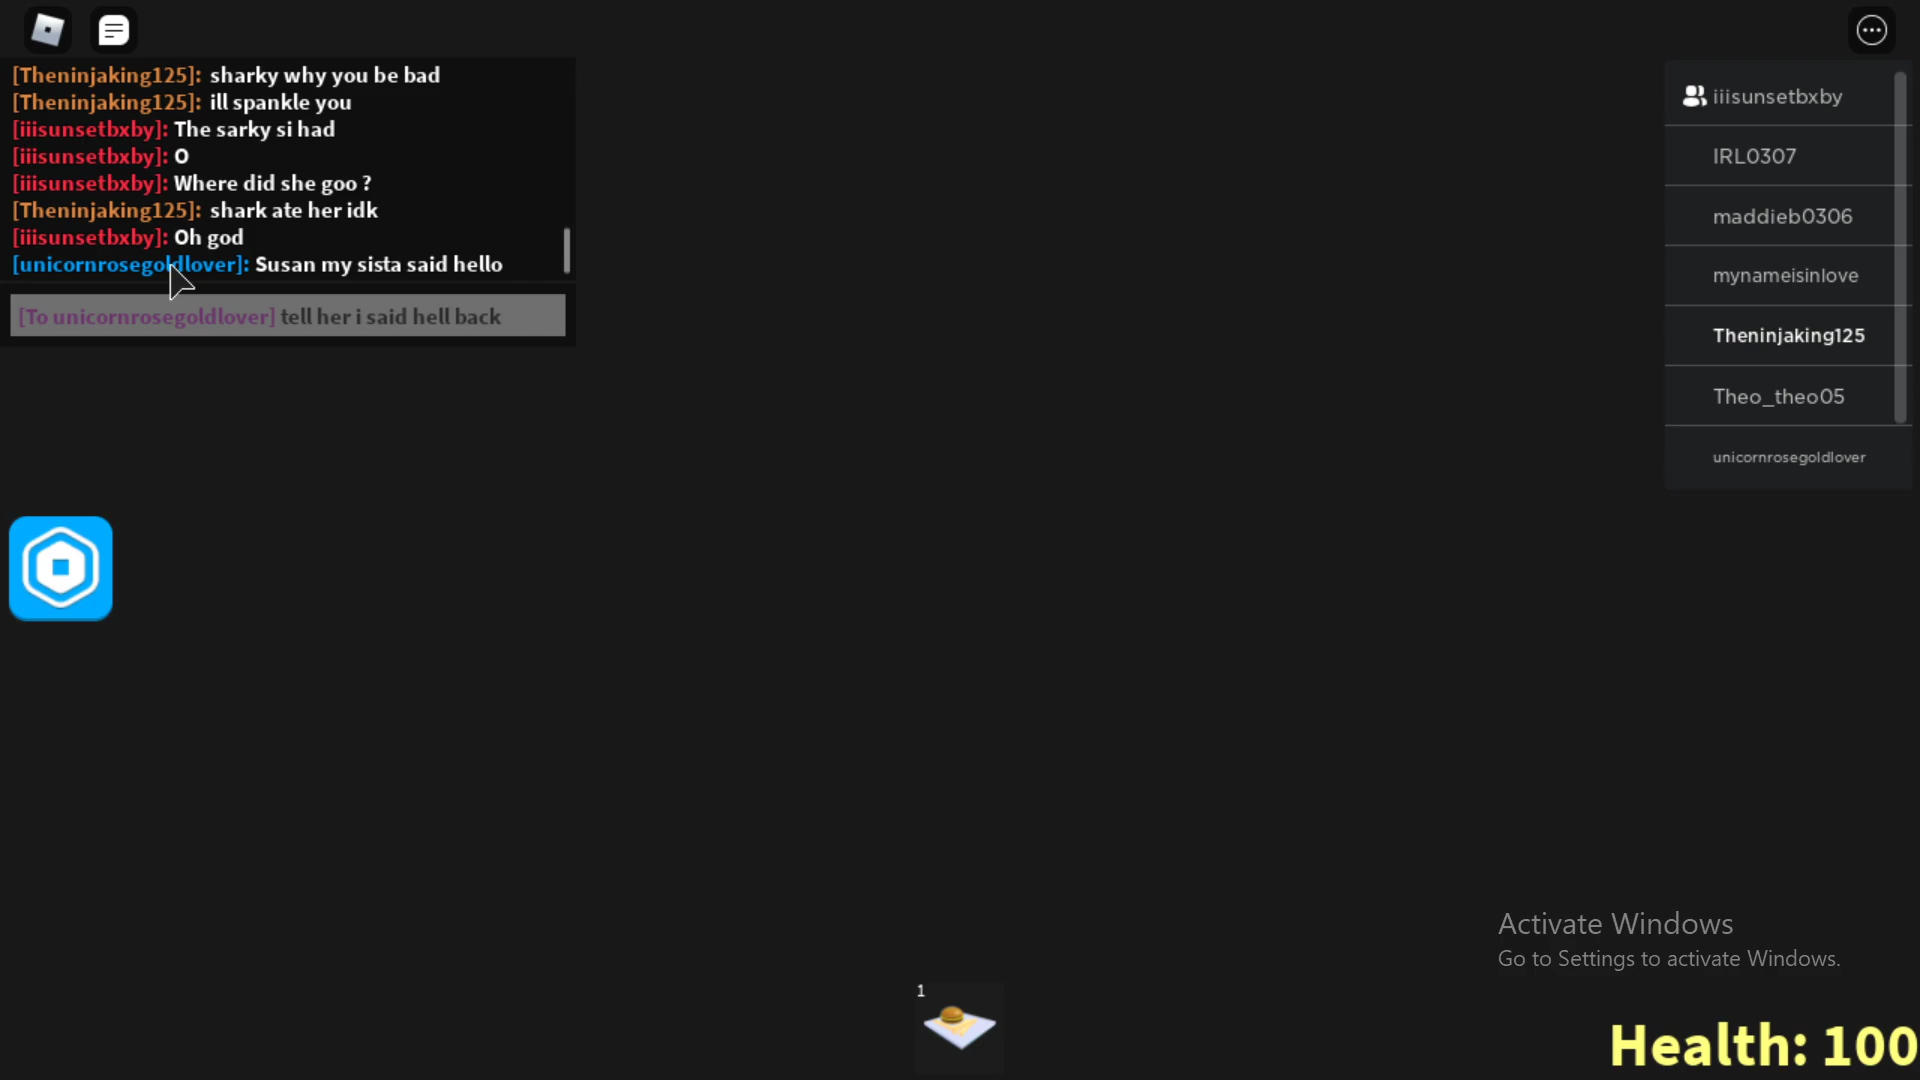 [Theninjaking125]: sharky why you be bad
[Theninjaking125]: ill spankle you
[iiisunsetbxby]: The sarky si had
[iiisunsetbxby]: O
[iiisunsetbxby]: Where did she goo ?
[Theninjaking125]: shark ate her idk
[iiisunsetbxby]: Oh god
[unicornrosegoldlover]: Susan my sista said hello
[To unicornrosegoldlover] tell her i said hell back
iiisunsetbxby
IRL0307
maddieb0306
mynameisinlove
Theninjaking125
Theo_theo05
unicornrosegoldlover
Activate Windows
Go to Settings to activate Windows.
1
Health: 100